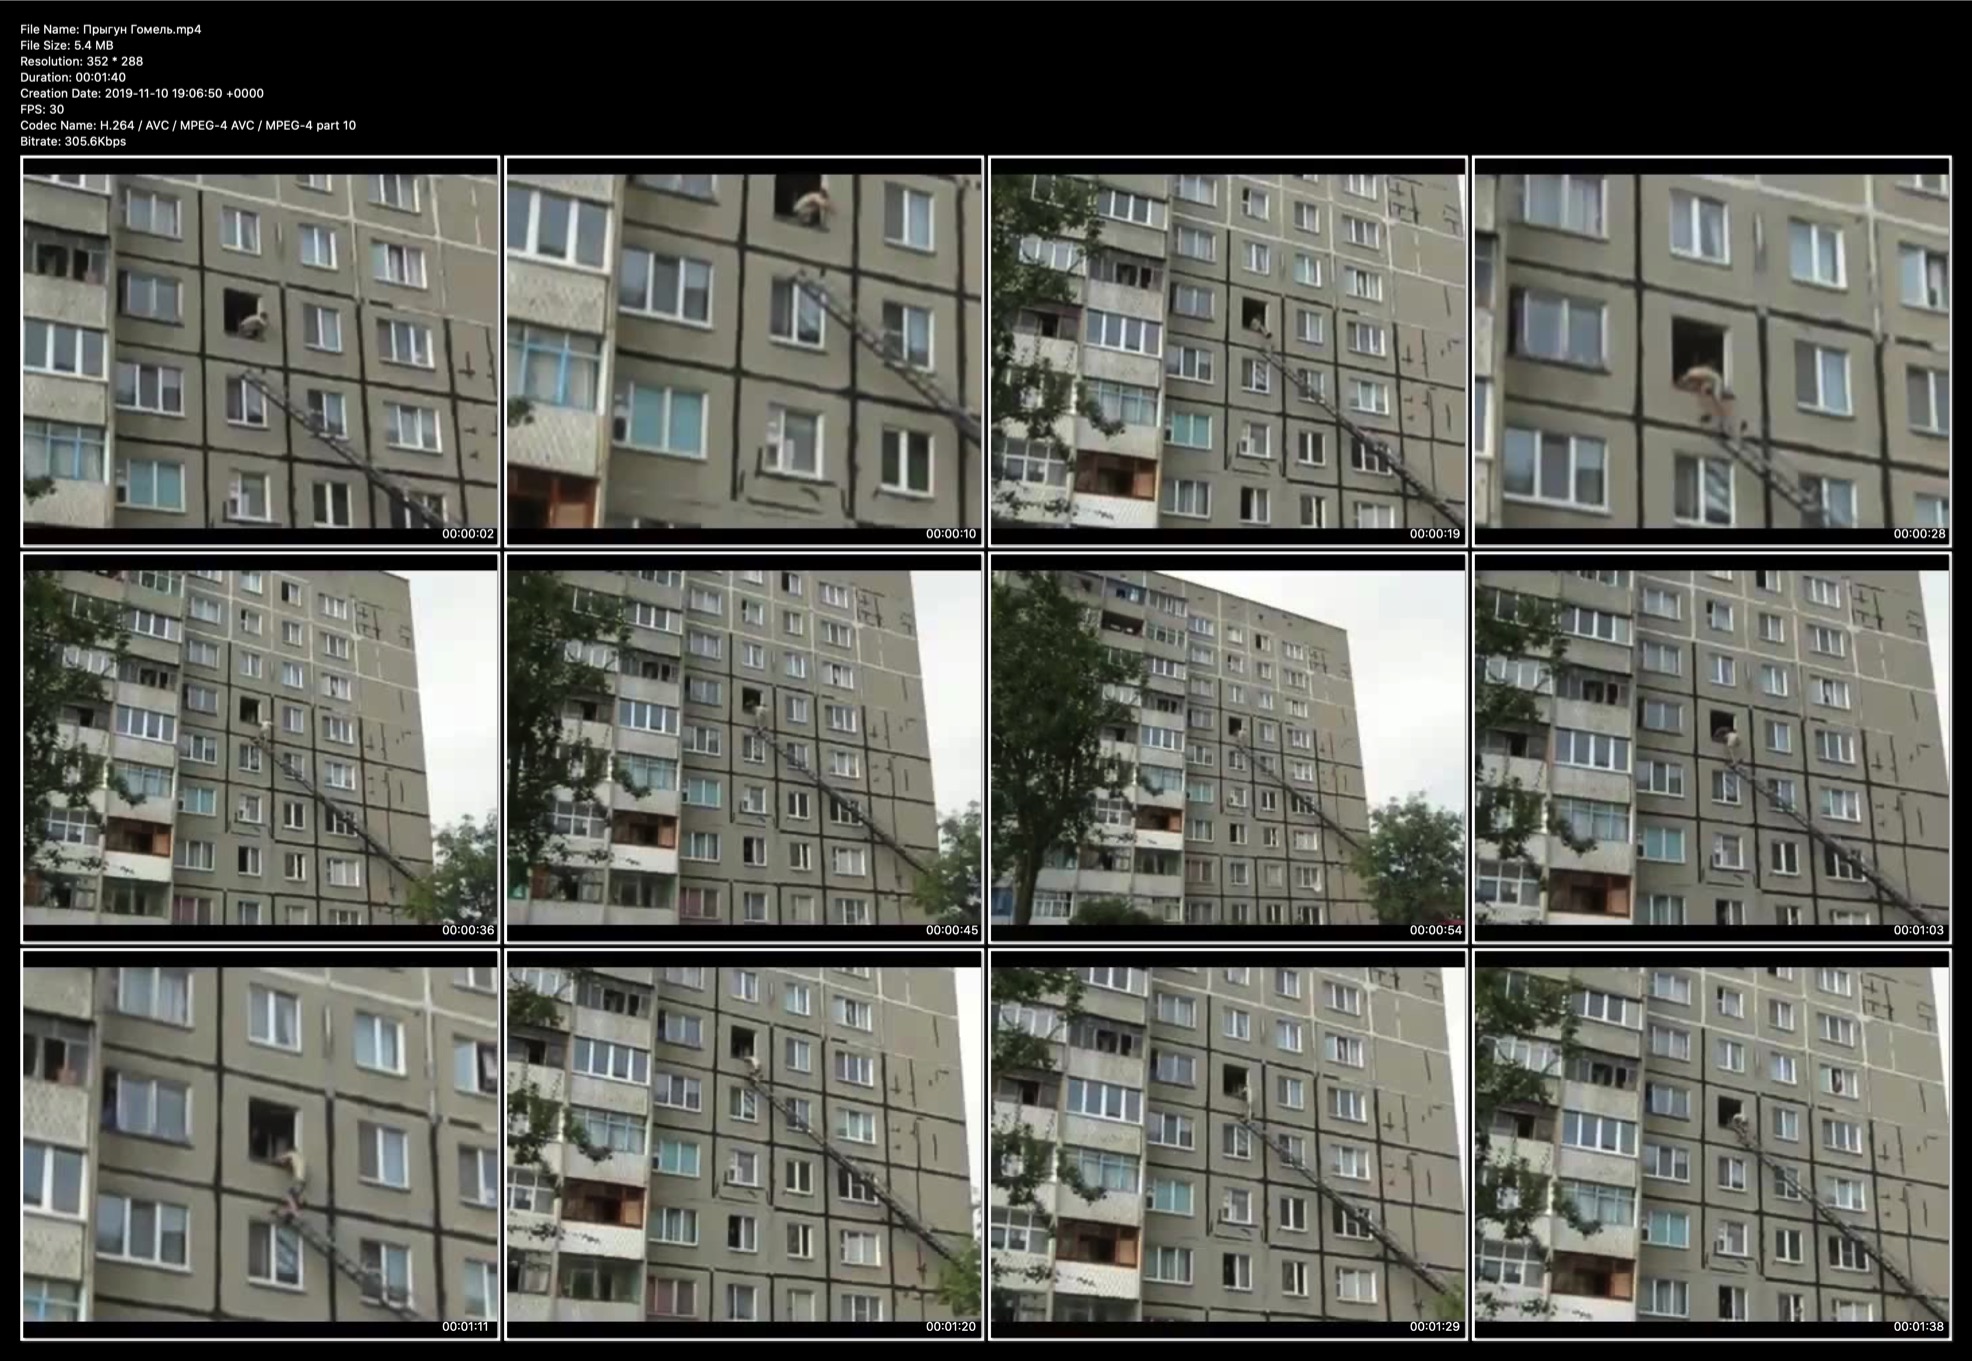 File Name: Прыгун Гомель.mp4
File Size: 5.4 MB
Resolution: 352 * 288
Duration: 00:01:40
Creation Date: 2019-11-10 19:06:50 +0000
FPS: 30
Codec Name: H.264 / AVC / MPEG-4 AVC / MPEG-4 part 10
Bitrate: 305.6Kbps
00:00:02
00:00:10
00:00:19
00:00:28
00:00:36
00:00:45
00:00:54
00:01:03
00:01:11
00:01:20
00:01:29
00:01:38